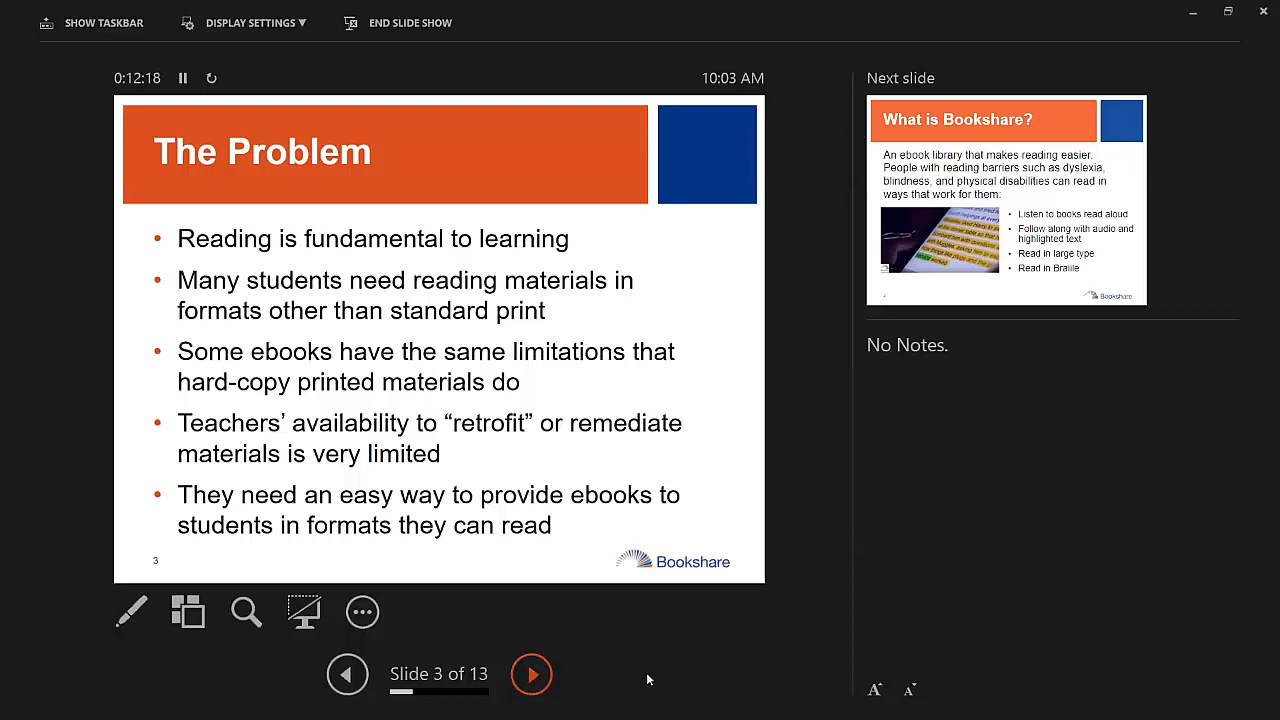 SHOW TASKBAR
DISPLAY SETTINGS ▼
END SLIDE SHOW
0:12:18
10:03 AM
The Problem
• Reading is fundamental to learning
• Many students need reading materials in
formats other than standard print
• Some ebooks have the same limitations that
hard-copy printed materials do
• Teachers’ availability to “retrofit” or remediate
materials is very limited
• They need an easy way to provide ebooks to
students in formats they can read
3
Bookshare
Slide 3 of 13
Next slide
What is Bookshare?
An ebook library that makes reading easier.
People with reading barriers such as dyslexia,
blindness, and physical disabilities can read in
ways that work for them:
• Listen to books read aloud
• Follow along with audio and
highlighted text
• Read in large type
• Read in Braille
Bookshare
No Notes.
A A